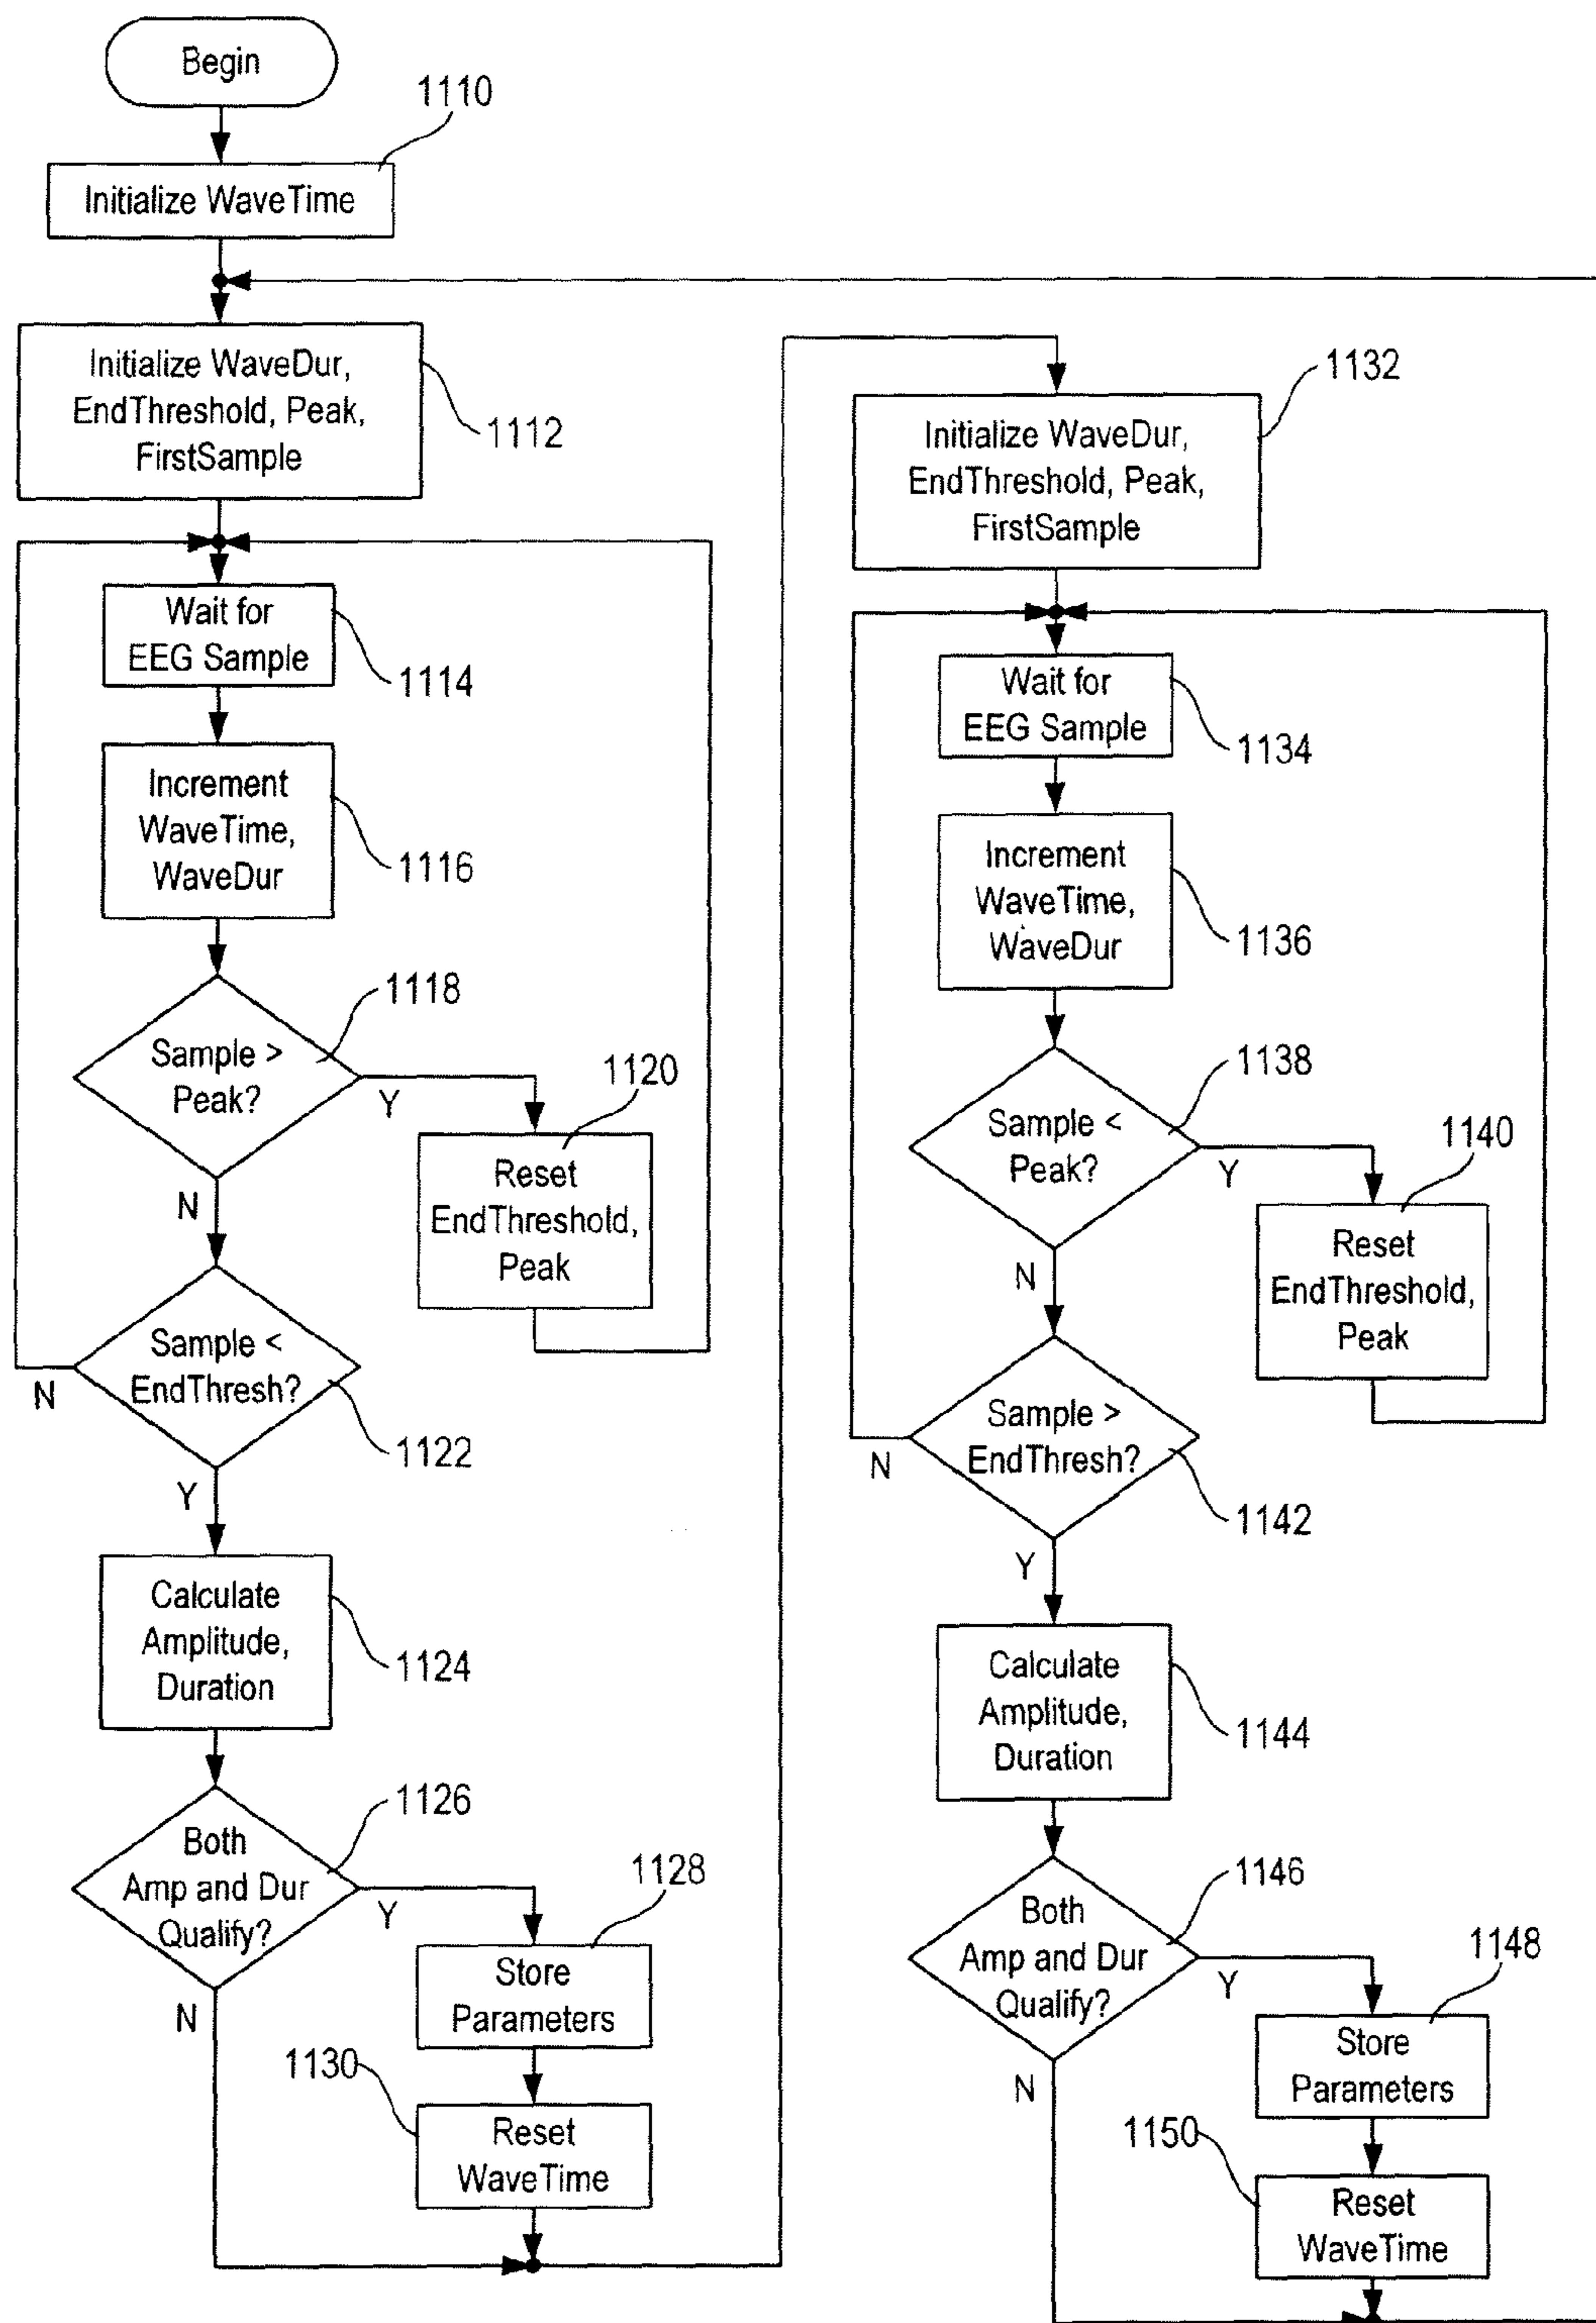 Begin
1110
Initialize WaveTime
Initialize WaveDur,
EndThreshold, Peak,
FirstSample
1112
Wait for
EEG Sample
1114
Increment
WaveTime,
WaveDur
1116
Sample >
Peak?
1118
Y
N
1120
Reset
EndThreshold,
Peak
Sample <
EndThresh?
N
1122
Y
Calculate
Amplitude,
Duration
1124
Both
Amp and Dur
Qualify?
1126
Y
N
1128
Store
Parameters
1130
Reset
WaveTime
1132
Initialize WaveDur,
EndThreshold, Peak,
FirstSample
Wait for
EEG Sample
1134
Increment
WaveTime,
WaveDur
1136
Sample <
Peak?
1138
Y
N
1140
Reset
EndThreshold,
Peak
Sample >
EndThresh?
N
1142
Y
Calculate
Amplitude,
Duration
1144
Both
Amp and Dur
Qualify?
1146
Y
N
1148
Store
Parameters
1150
Reset
WaveTime